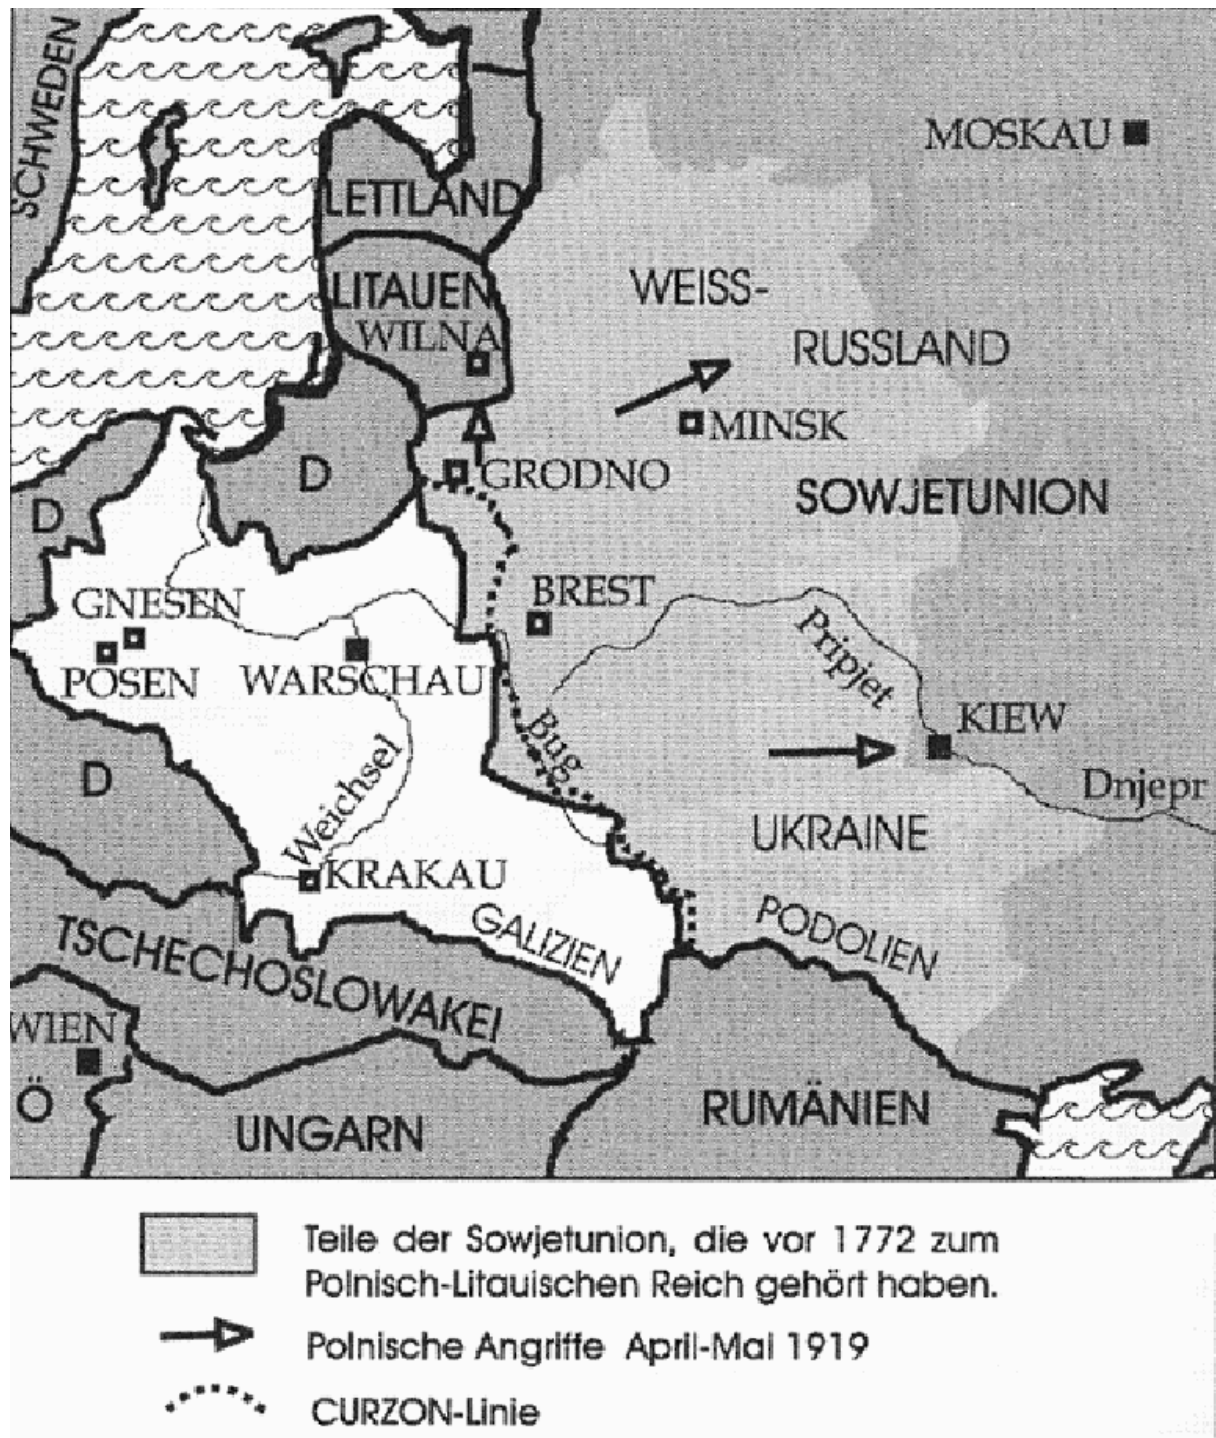 SCHWEDEN
MOSKAU
LETTLAND
LITAUEN
WILNA
WEISS-
RUSSLAND
MINSK
D
GRODNO
SOWJETUNION
D
BREST
GNESEN
POSEN
WARSCHAU
Pripjet
Bug
KIEW
D
Weichsel
Dnjepr
UKRAINE
KRAKAU
GALIZIEN
PODOLIEN
TSCHECHOSLOWAKEI
WIEN
Ö
UNGARN
RUMÄNIEN
Teile der Sowjetunion, die vor 1772 zum
Polnisch-Litauischen Reich gehört haben.
Polnische Angriffe April-Mai 1919
CURZON-Linie